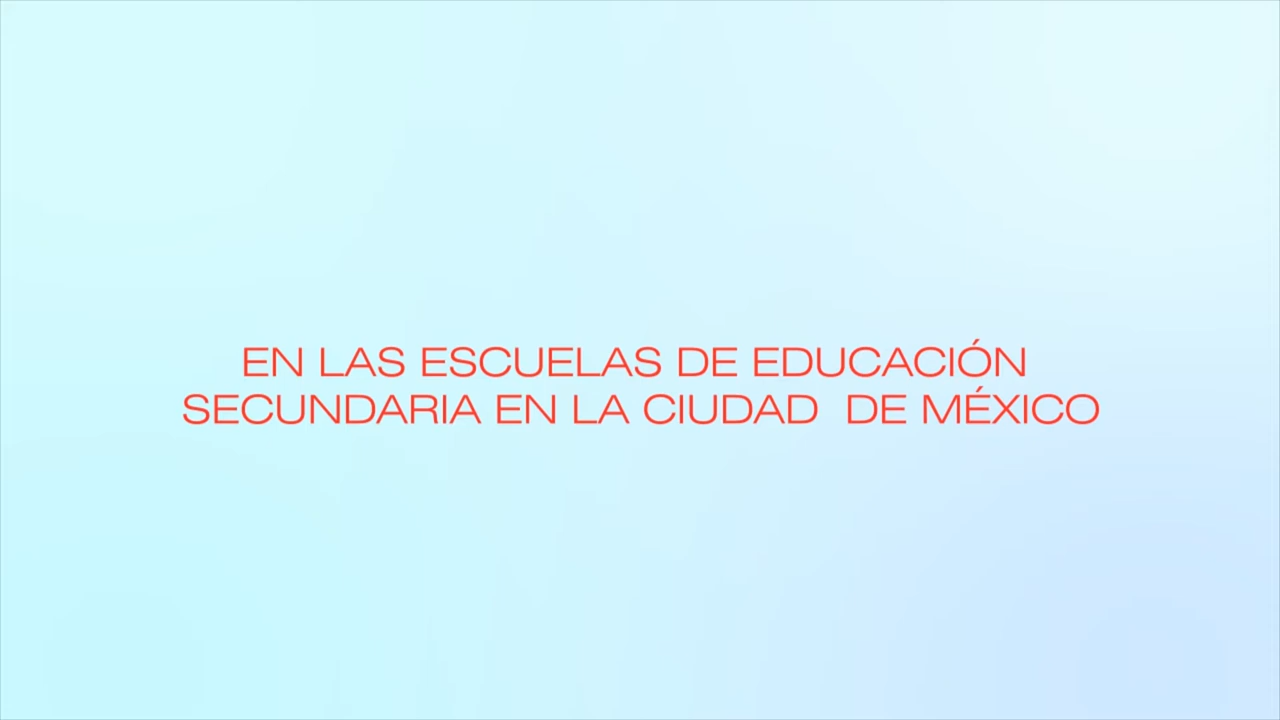 EN LAS ESCUELAS DE EDUCACIÓN
SECUNDARIA EN LA CIUDAD  DE MÉXICO